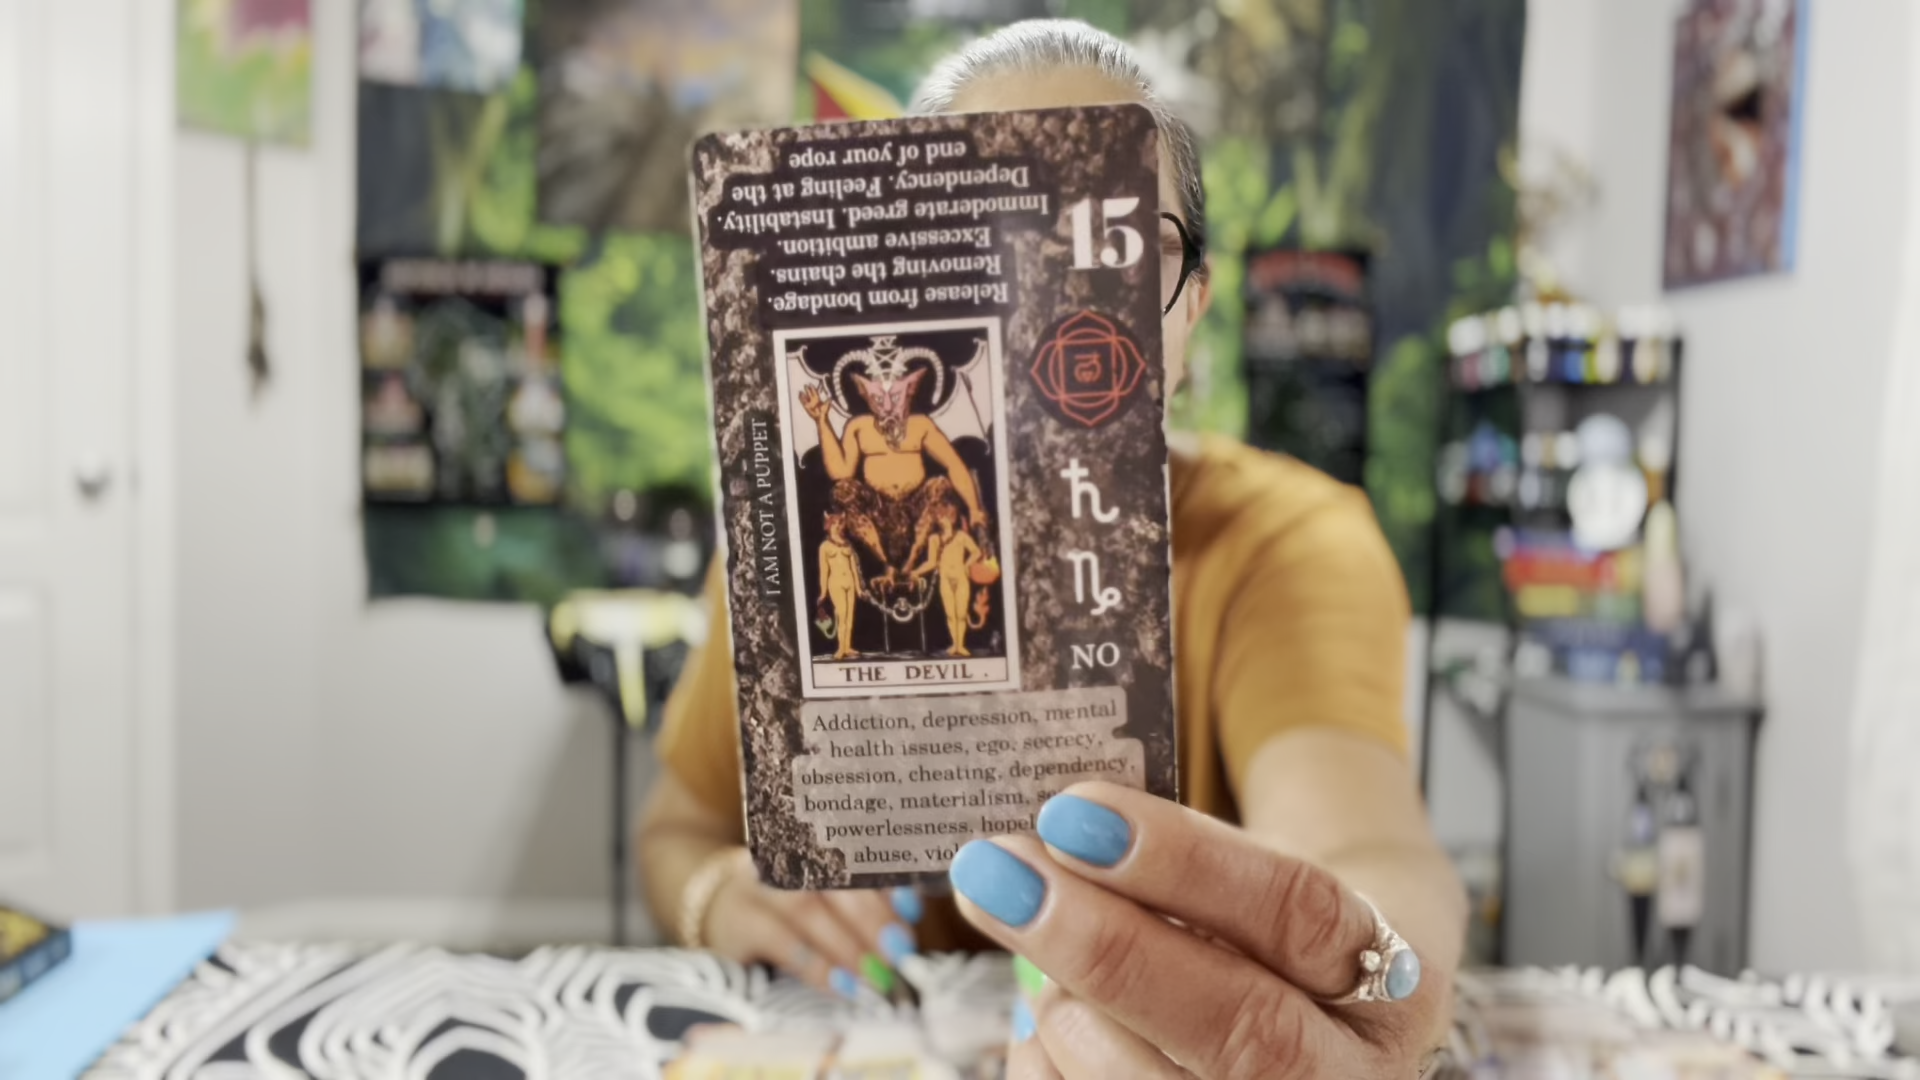 Release from bondage.
Removing the chains.
Excessive ambition.
Immoderate greed. Instability.
Dependency. Feeling at the
end of your rope
15
I AM NOT A PUPPET
XV
THE DEVIL.
NO
Addiction, depression, mental
health issues, ego, secrecy,
obsession, cheating, dependency,
bondage, materialism,
powerlessness,
abuse,